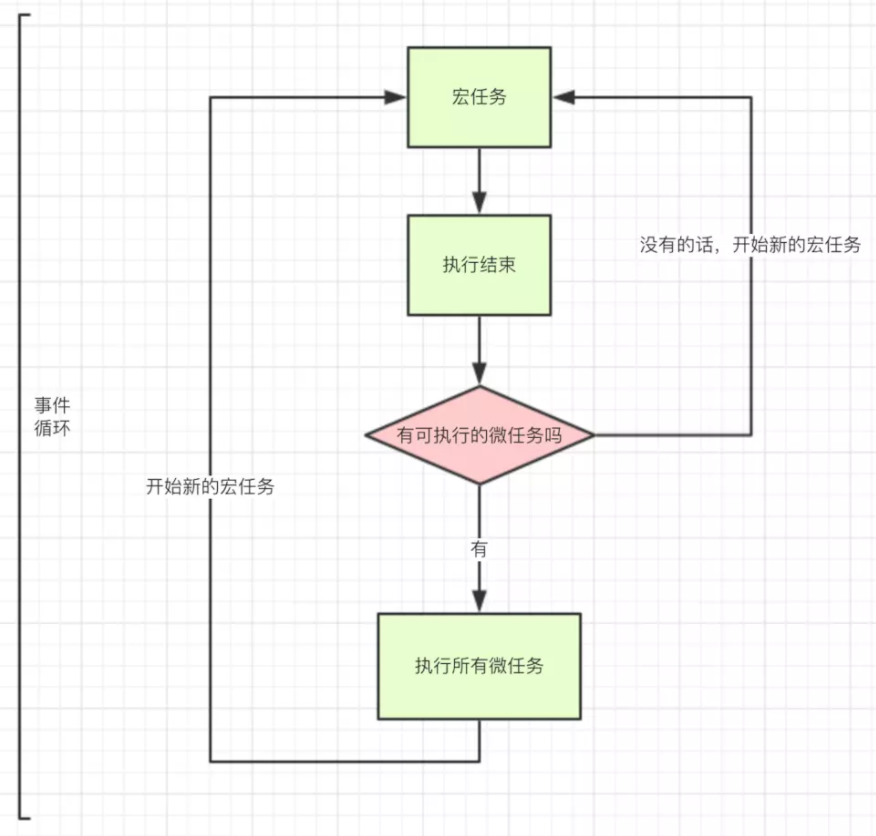 宏任务
执行结束
没有的话，开始新的宏任务
事件
循环
有可执行的微任务吗
开始新的宏任务
有
执行所有微任务